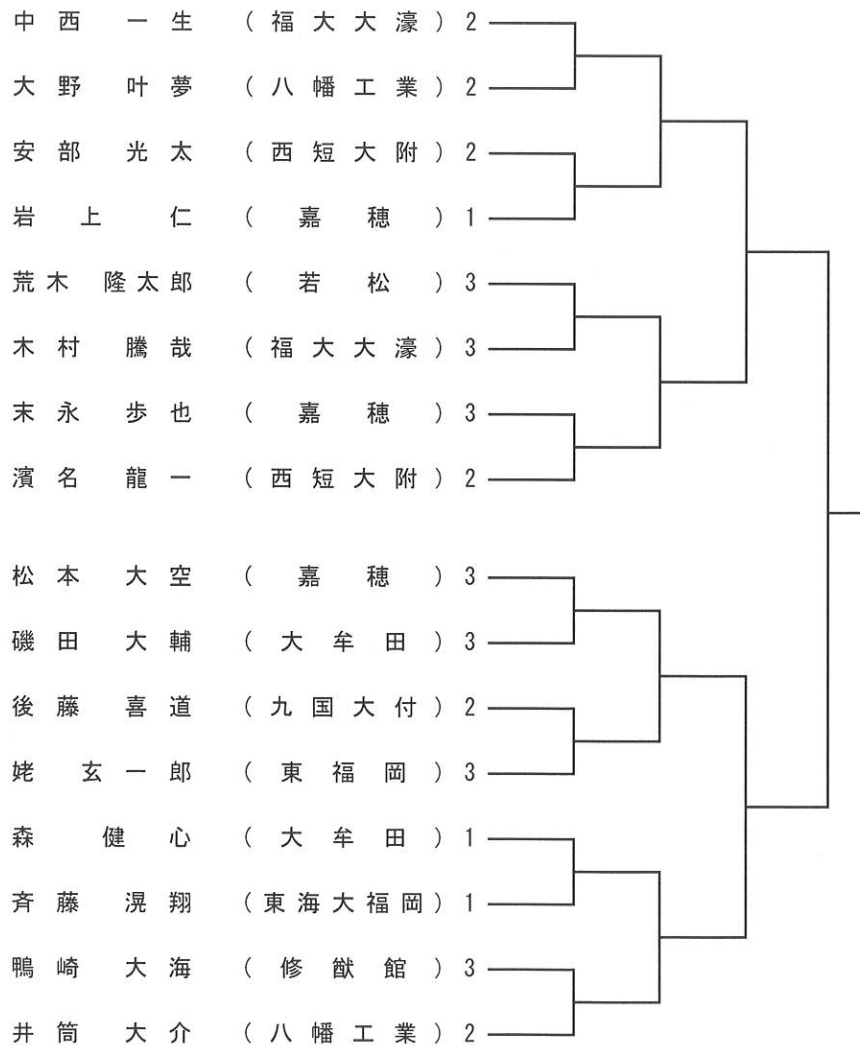 中西 一生 (福大大濠) 2
大野 叶夢 (八幡工業) 2
安部 光太 (西短大附) 2
岩上 仁 (嘉穂) 1
荒木 隆太郎 (若松) 3
木村 騰哉 (福大大濠) 3
末永 歩也 (嘉穂) 3
濱名 龍一 (西短大附) 2
松本 大空 (嘉穂) 3
磯田 大輔 (大牟田) 3
後藤 喜道 (九国大付) 2
姥 玄一郎 (東福岡) 3
森 健心 (大牟田) 1
斉藤 滉翔 (東海大福岡) 1
鴨崎 大海 (修猷館) 3
井筒 大介 (八幡工業) 2